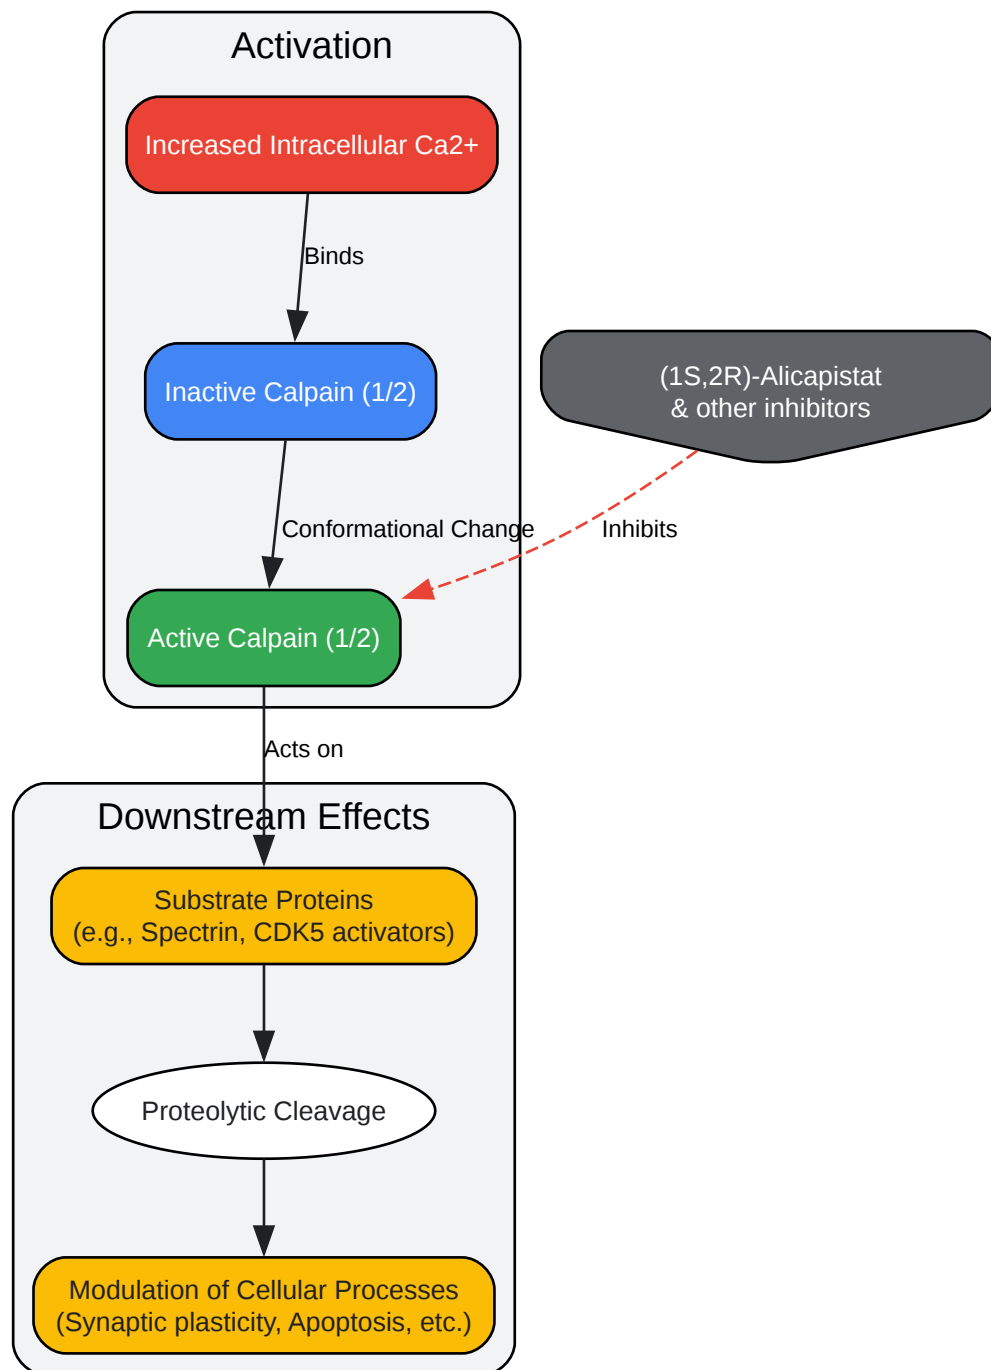 Activation
Increased Intracellular Ca2+
Binds
Inactive Calpain (1/2)
(1S,2R)-Alicapistat
& other inhibitors
Conformational Change
Inhibits
Active Calpain (1/2)
Acts on
Downstream Effects
Substrate Proteins
(e.g., Spectrin, CDK5 activators)
Proteolytic Cleavage
Modulation of Cellular Processes
(Synaptic plasticity, Apoptosis, etc.)